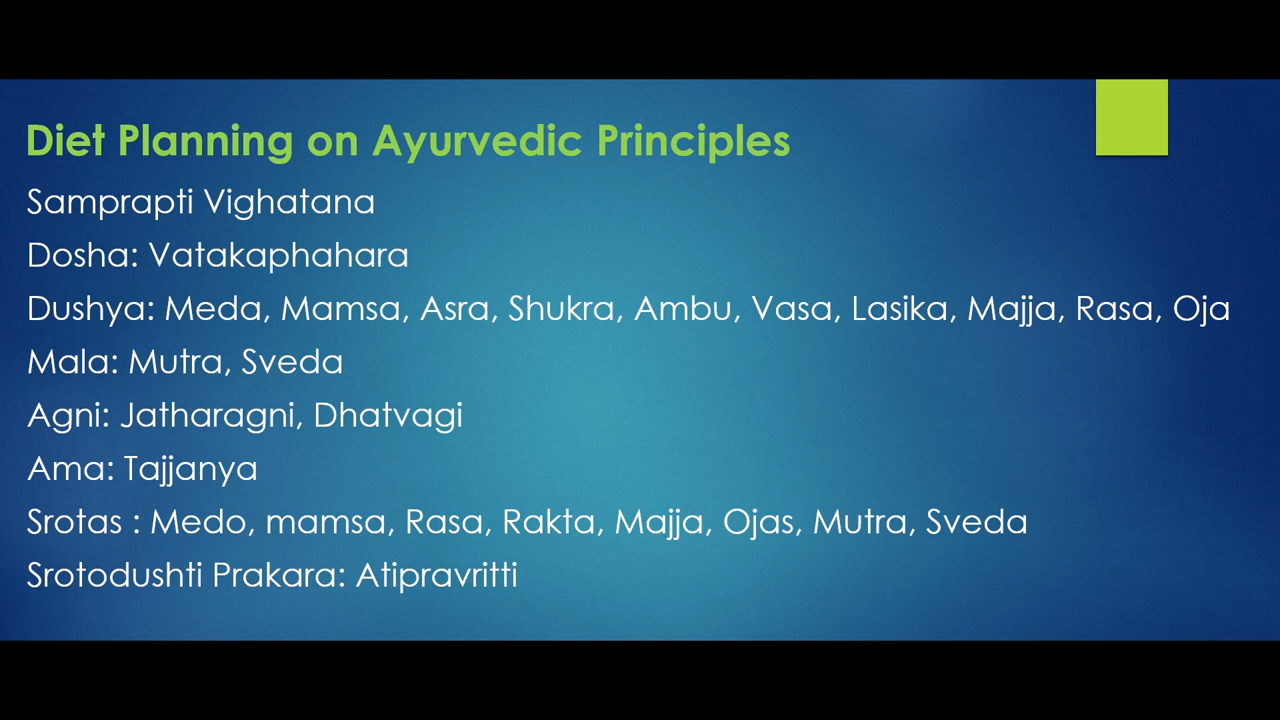 Diet Planning on Ayurvedic Principles
Samprapti Vighatana
Dosha: Vatakaphahara
Dushya: Meda, Mamsa, Asra, Shukra, Ambu, Vasa, Lasika, Majja, Rasa, Oja
Mala: Mutra, Sveda
Agni: Jatharagni, Dhatvagi
Ama: Tajjanya
Srotas : Medo, mamsa, Rasa, Rakta, Majja, Ojas, Mutra, Sveda
Srotodushti Prakara: Atipravritti